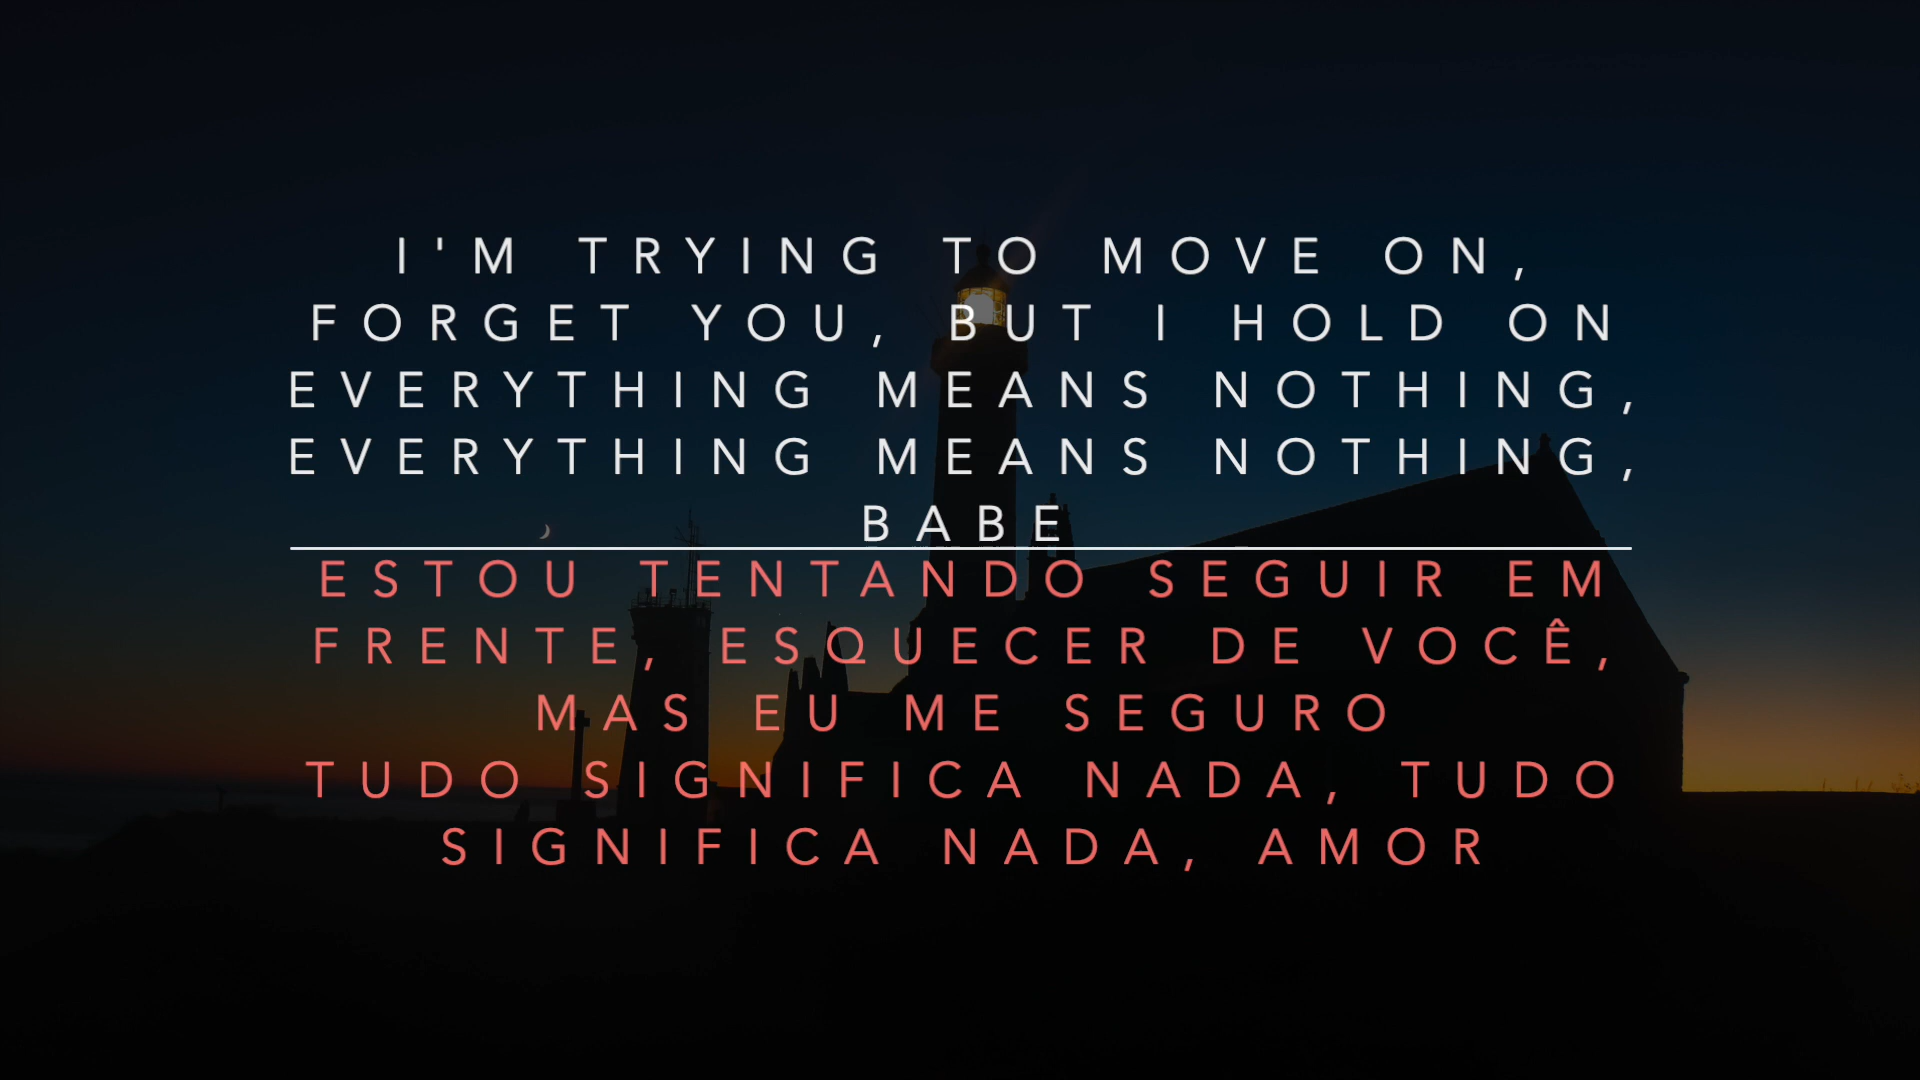 I'M TRYING TO MOVE ON,
FORGET YOU, BUT I HOLD ON
EVERYTHING MEANS NOTHING,
EVERYTHING MEANS NOTHING,
BABE
ESTOU TENTANDO SEGUIR EM
FRENTE, ESQUECER DE VOCÊ,
MAS EU ME SEGURO
TUDO SIGNIFICA NADA, TUDO
SIGNIFICA NADA, AMOR